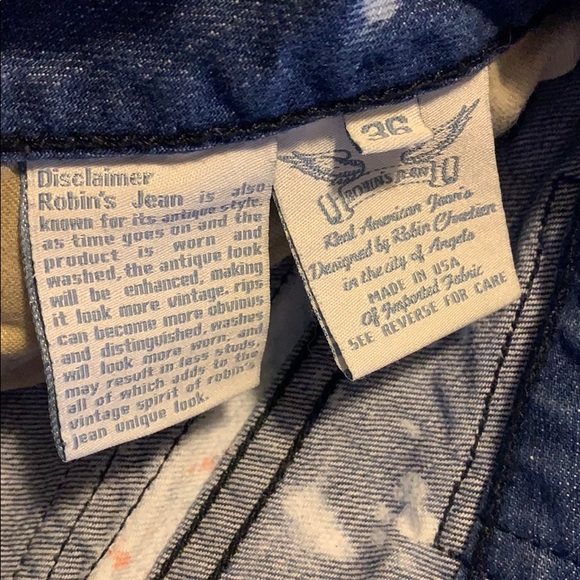 Disclaimer
Robin's Jean is also
known for its antique style.
as time goes on and the
product is worn and
washed, the antique look
will be enhanced, making
it look more vintage. rips
can become more obvious
and distinguished, washes
will look more worn, and
may result in less studs.
all of which adds to the
vintage spirit of robin's
jean unique look.
36
ROBIN'S JEAN
Real American Jean's
Designed by Robin Chretien
in the city of Angels
MADE IN USA
Of Imported Fabric
SEE REVERSE FOR CARE